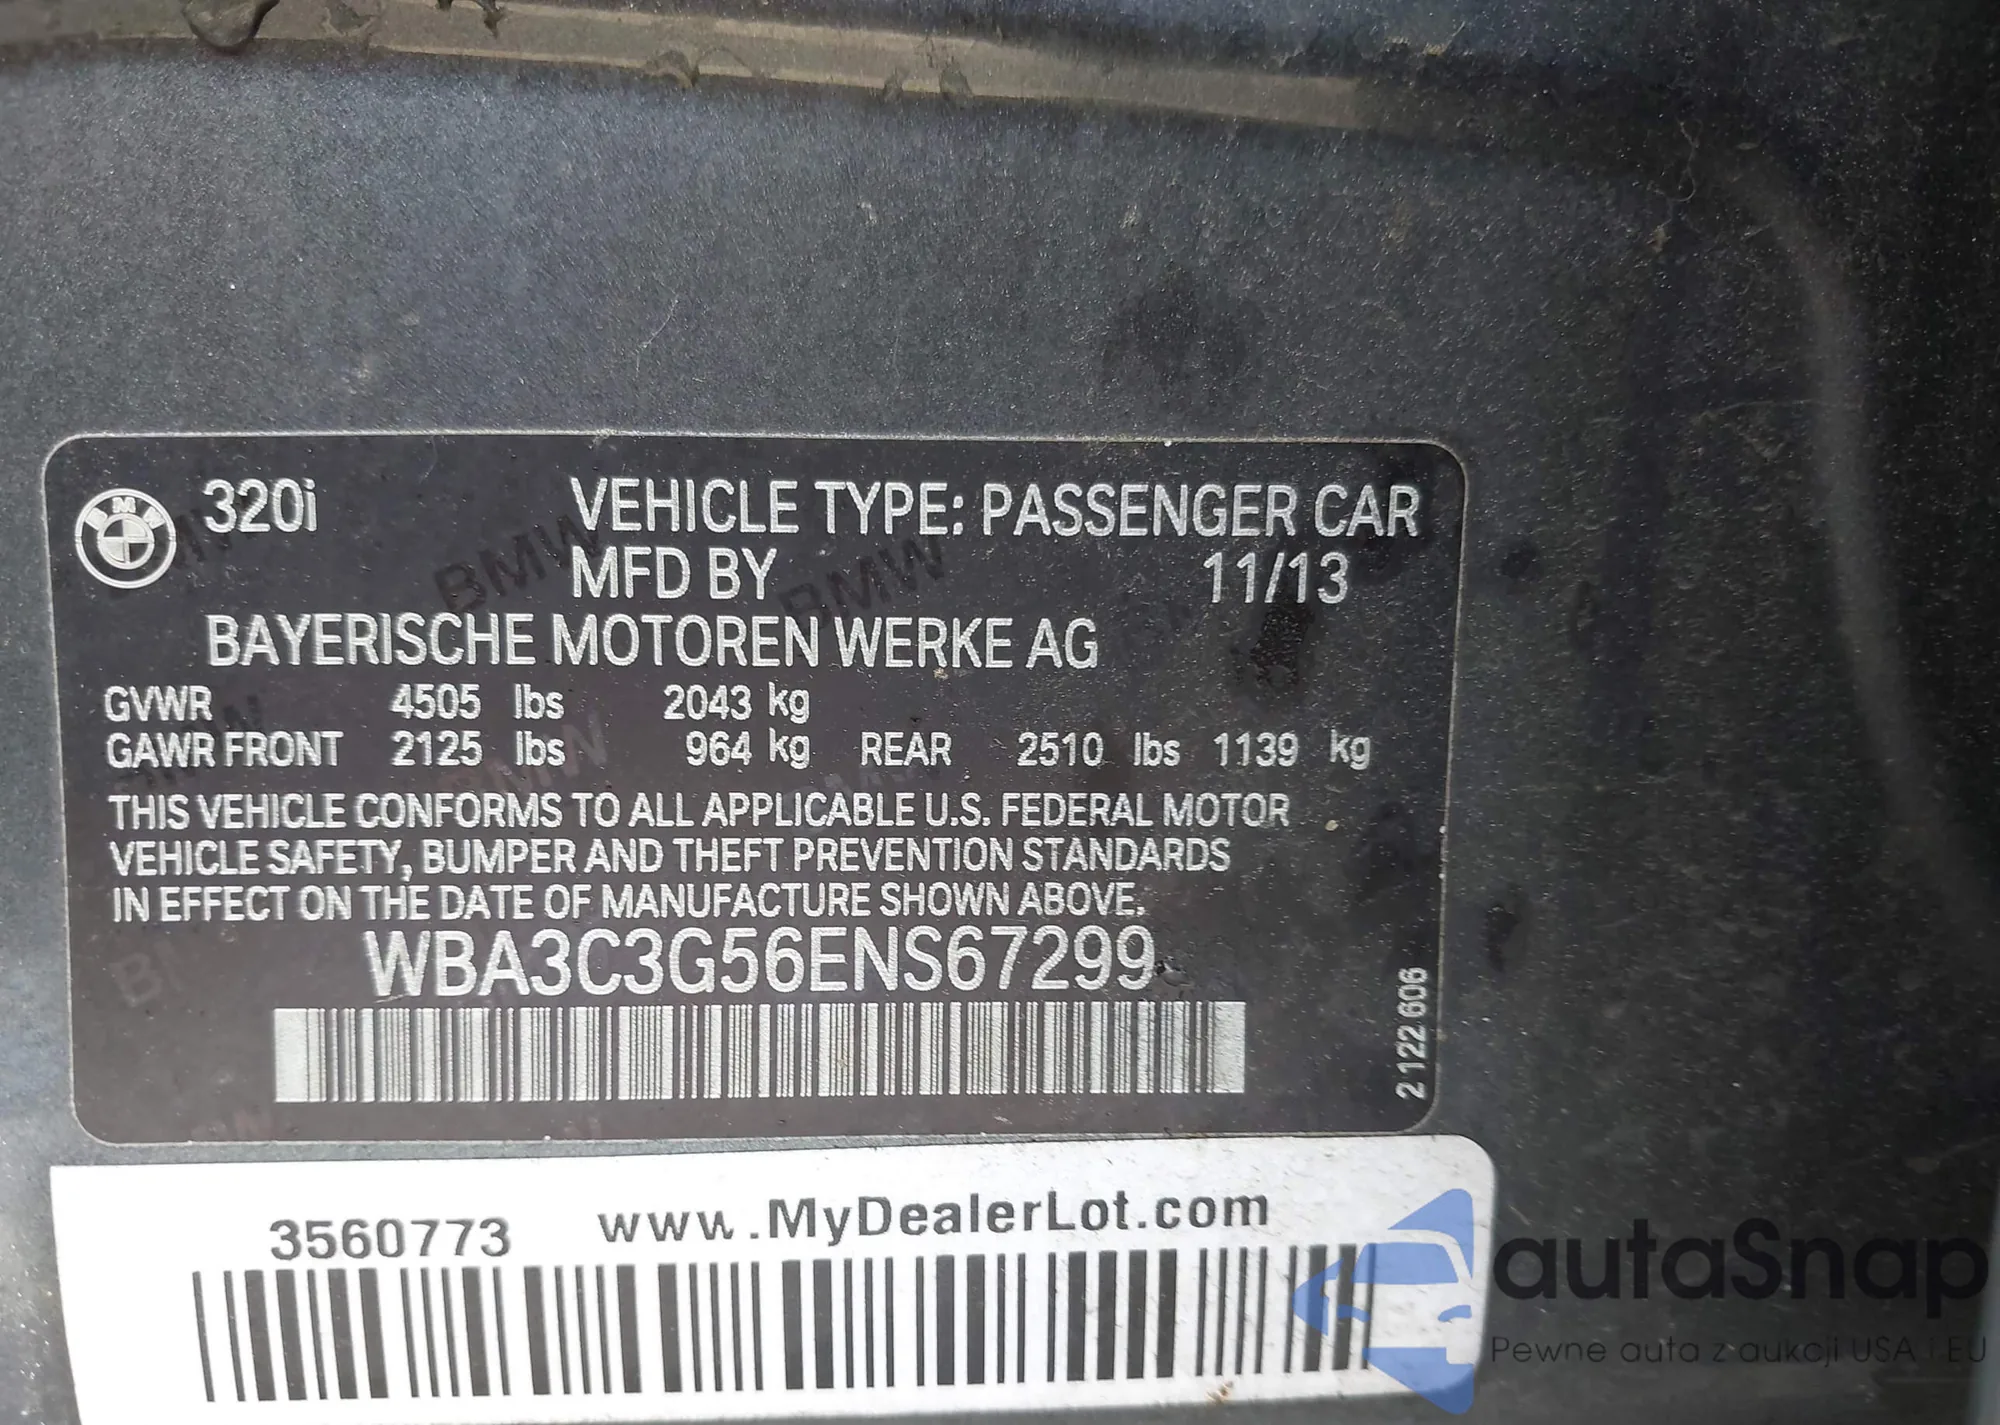 BMW
320i
VEHICLE TYPE: PASSENGER CAR
MFD BY 11/13
BAYERISCHE MOTOREN WERKE AG
GVWR 4505 lbs 2043 kg
GAWR FRONT 2125 lbs 964 kg REAR 2510 lbs 1139 kg
THIS VEHICLE CONFORMS TO ALL APPLICABLE U.S. FEDERAL MOTOR
VEHICLE SAFETY, BUMPER AND THEFT PREVENTION STANDARDS
IN EFFECT ON THE DATE OF MANUFACTURE SHOWN ABOVE.
WBA3C3G56ENS67299
2 122 606
3560773 www.MyDealerLot.com
autaSnap
Pewne auta z aukcji USA i EU